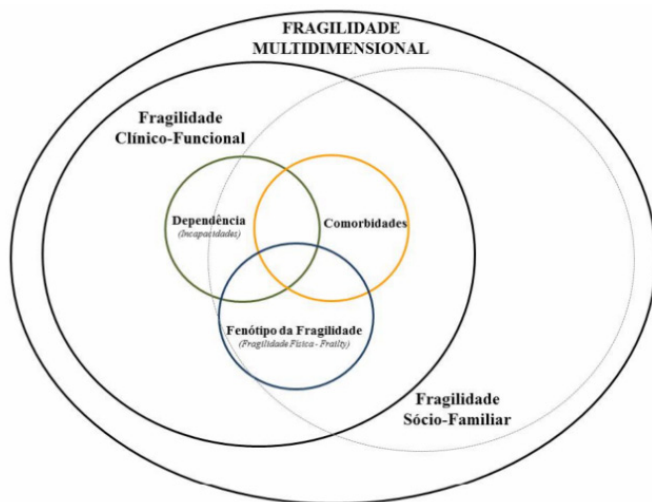 FRAGILIDADE
MULTIDIMENSIONAL
Fragilidade
Clínico-Funcional
Dependência
(Incapacidades)
Comorbidades
Fenótipo da Fragilidade
(Fragilidade Física - Frailty)
Fragilidade
Sócio-Familiar